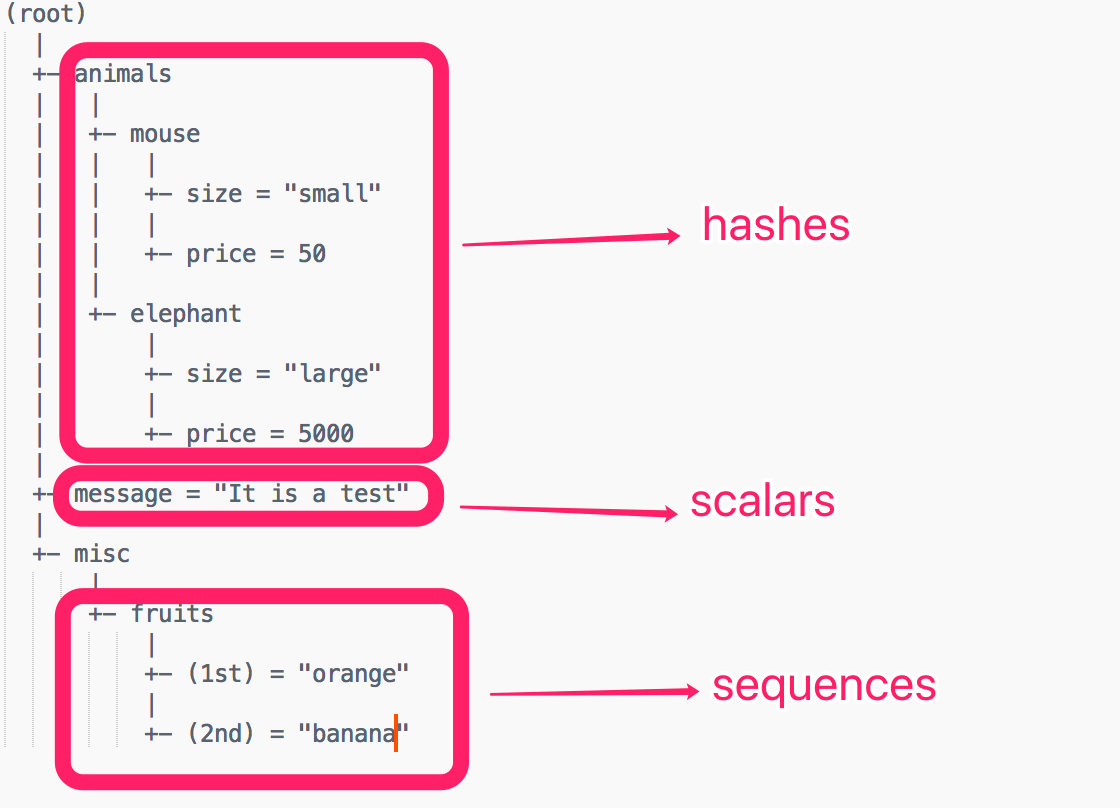 (root)
|
+- animals
|   |
|   +- mouse
|   |   |
|   |   +- size = "small"
|   |   |
|   |   +- price = 50
|   |
|   +- elephant
|       |
|       +- size = "large"
|       |
|       +- price = 5000
|
+- message = "It is a test"
|
+- misc
    |
    +- fruits
        |
        +- (1st) = "orange"
        |
        +- (2nd) = "banana"
hashes
scalars
sequences